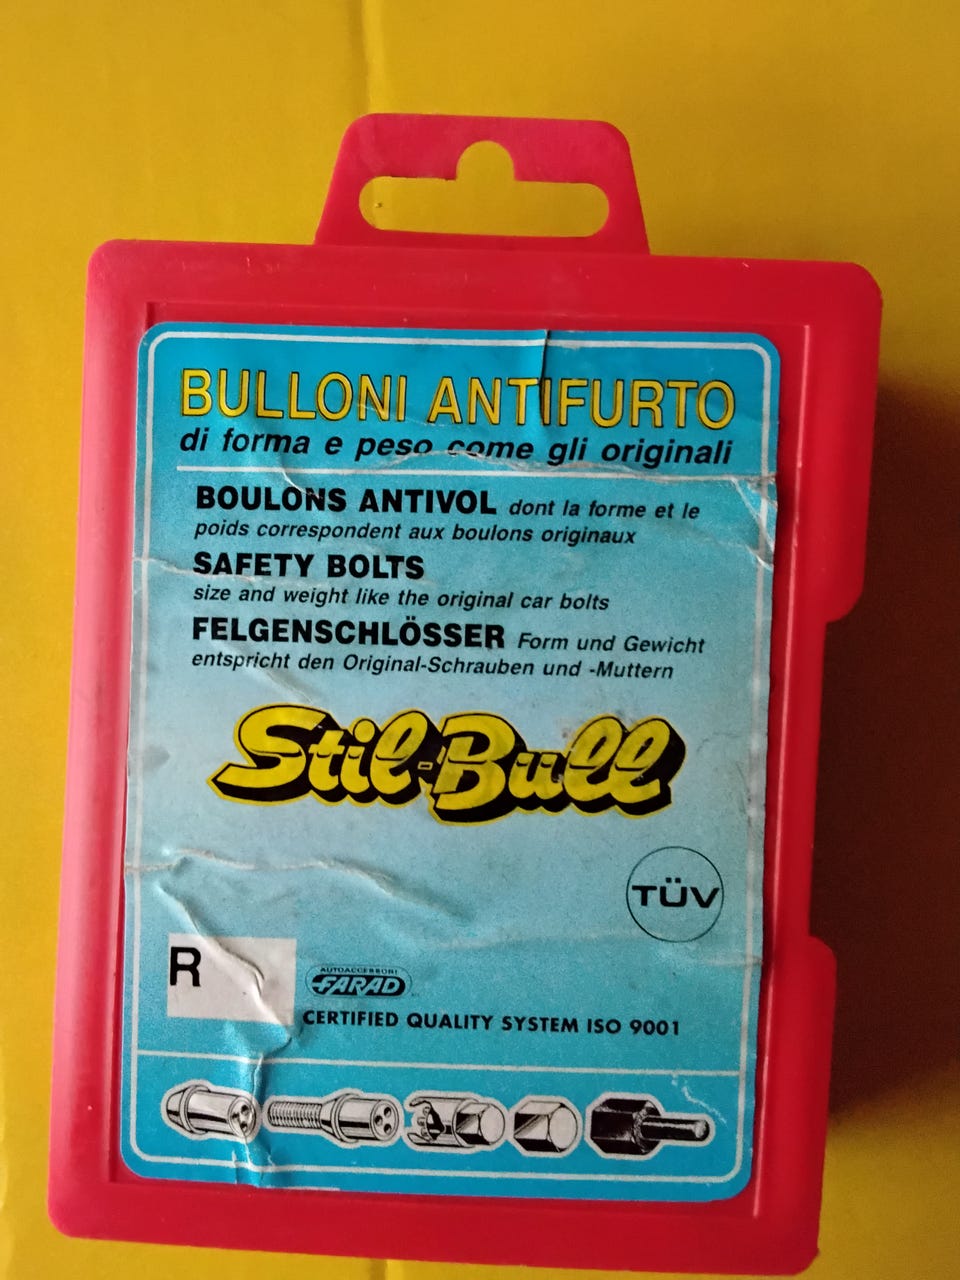 BULLONI ANTIFURTO
di forma e peso come gli originali
BOULONS ANTIVOL dont la forme et le
poids correspondent aux boulons originaux
SAFETY BOLTS
size and weight like the original car bolts
FELGENSCHLÖSSER Form und Gewicht
entspricht den Original-Schrauben und -Muttern
Stil-Bull
TÜV
R
AUTOACCESSORI
FARAD
CERTIFIED QUALITY SYSTEM ISO 9001